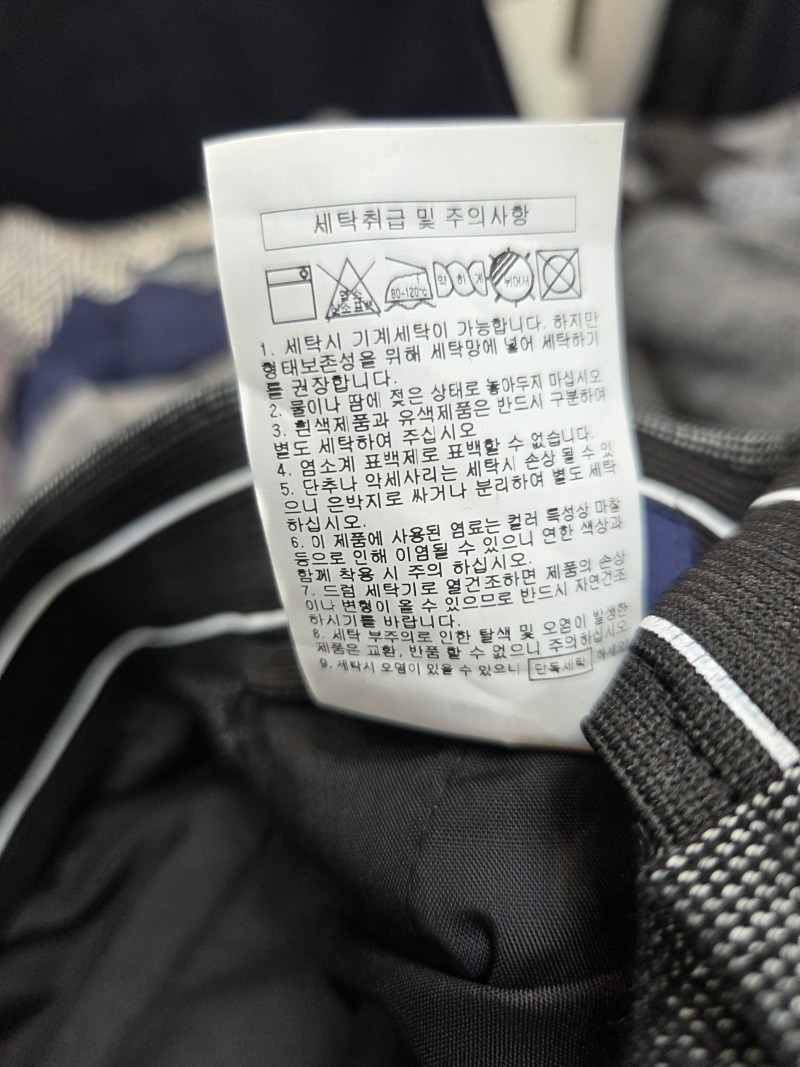 세탁취급 및 주의사항
염소
산소표백
80-120℃
약 하 게
뉘어서
1. 세탁시 기계세탁이 가능합니다. 하지만
형태보존성을 위해 세탁망에 넣어 세탁하기
를 권장합니다.
2. 물이나 땀에 젖은 상태로 놓아두지 마십시오
3. 흰색제품과 유색제품은 반드시 구분하여
별도 세탁하여 주십시오
4. 염소계 표백제로 표백할 수 없습니다.
5. 단추나 악세사리는 세탁시 손상 될 수 있
으니 은박지로 싸거나 분리하여 별도 세탁
하십시오.
6. 이 제품에 사용된 염료는 컬러 특성상 마찰
등으로 인해 이염될 수 있으니 연한 색상과
함께 착용 시 주의 하십시오.
7. 드럼 세탁기로 열건조하면 제품의 손상
이나 변형이 올 수 있으므로 반드시 자연건조
하시기를 바랍니다.
8. 세탁 부주의로 인한 탈색 및 오염이 발생한
제품은 교환, 반품 할 수 없으니 주의하십시오
9. 세탁시 오염이 있을 수 있으니 단독세탁 하세요